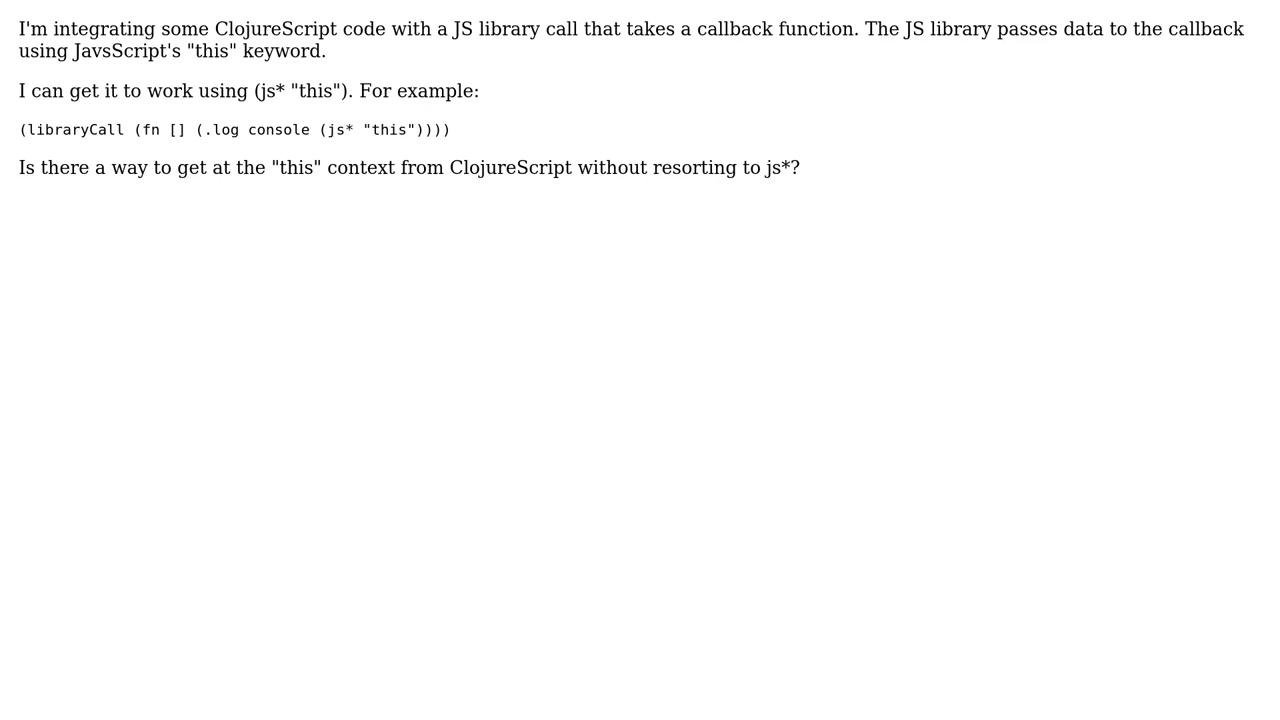 I'm integrating some ClojureScript code with a JS library call that takes a callback function. The JS library passes data to the callback
using JavsScript's "this" keyword.
I can get it to work using (js* "this"). For example:
(libraryCall (fn [] (.log console (js* "this"))))
Is there a way to get at the "this" context from ClojureScript without resorting to js*?